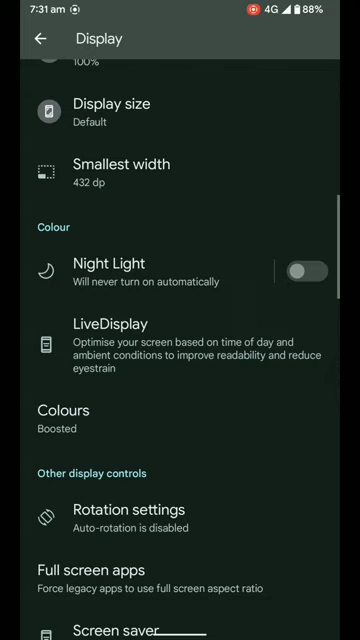 7:31 am 4G 88%
Display
100%
Display size
Default
Smallest width
432 dp
Colour
Night Light
Will never turn on automatically
LiveDisplay
Optimise your screen based on time of day and
ambient conditions to improve readability and reduce
eyestrain
Colours
Boosted
Other display controls
Rotation settings
Auto-rotation is disabled
Full screen apps
Force legacy apps to use full screen aspect ratio
Screen saver